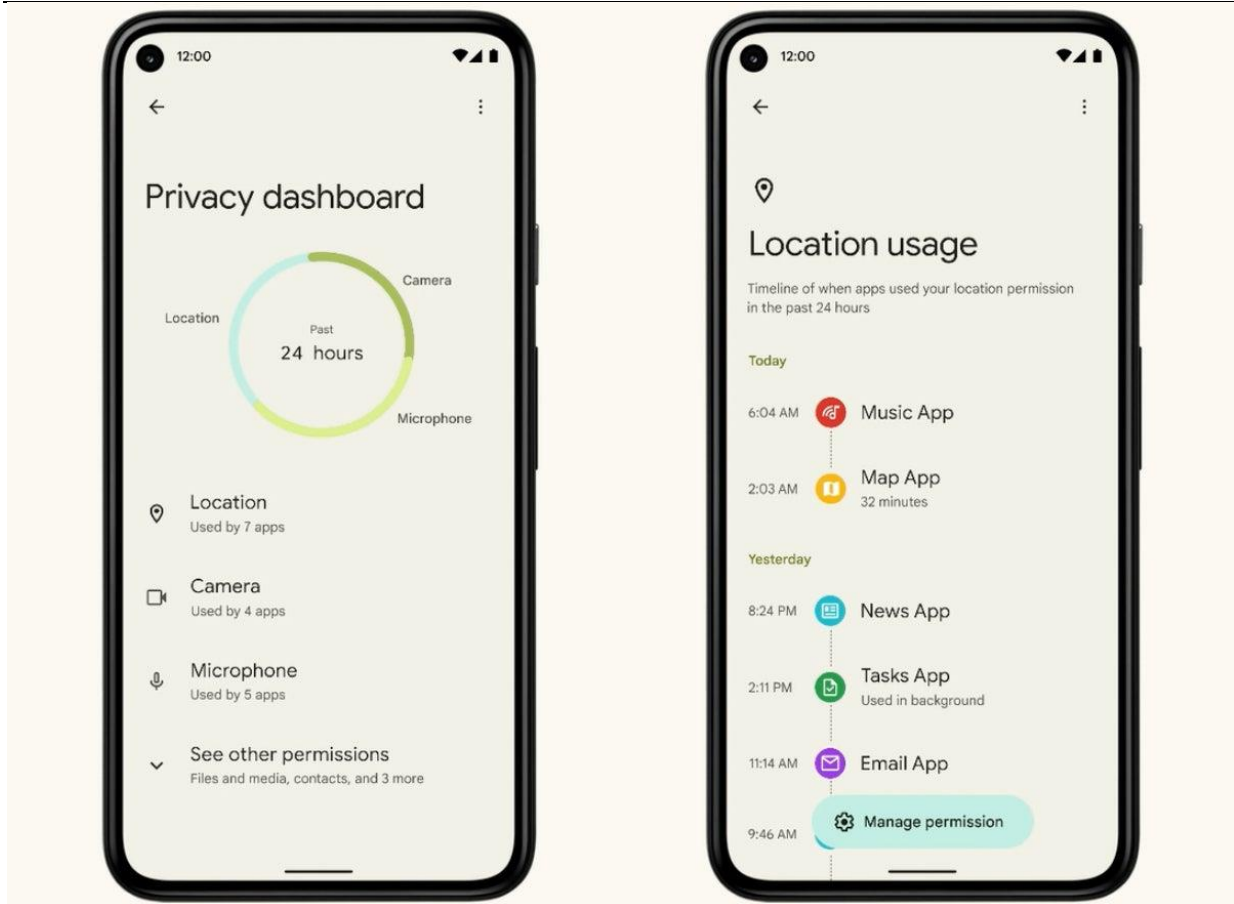 12:00
Privacy dashboard
Camera
Location
Past
24 hours
Microphone
Location
Used by 7 apps
Camera
Used by 4 apps
Microphone
Used by 5 apps
See other permissions
Files and media, contacts, and 3 more
12:00
Location usage
Timeline of when apps used your location permission
in the past 24 hours
Today
6:04 AM Music App
2:03 AM Map App
32 minutes
Yesterday
8:24 PM News App
2:11 PM Tasks App
Used in background
11:14 AM Email App
Manage permission
9:46 AM